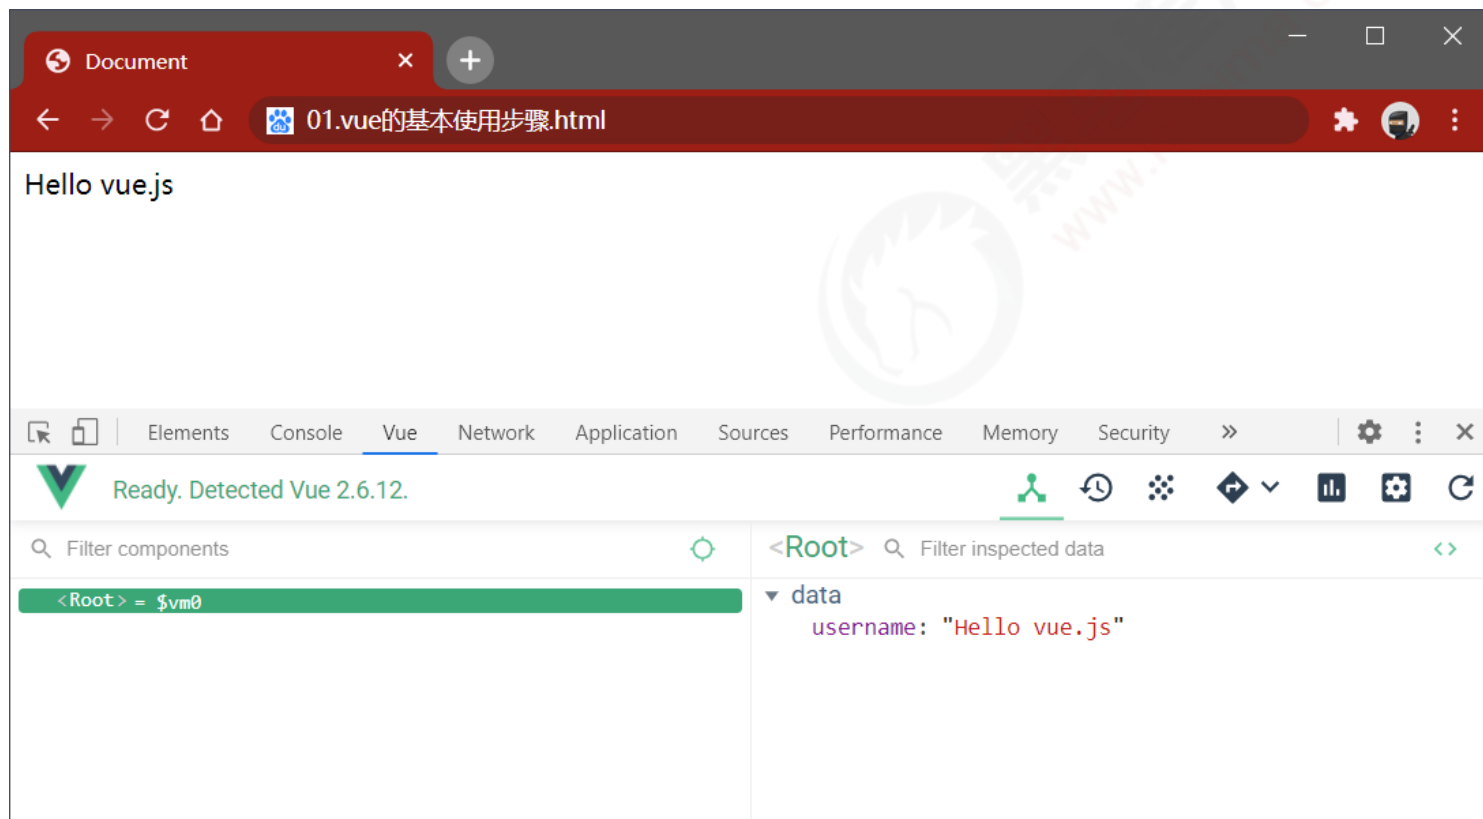 Document
01.vue的基本使用步骤.html
Hello vue.js
Elements Console Vue Network Application Sources Performance Memory Security »
Ready. Detected Vue 2.6.12.
Filter components
<Root> Filter inspected data
<Root> = $vm0
data
username: "Hello vue.js"